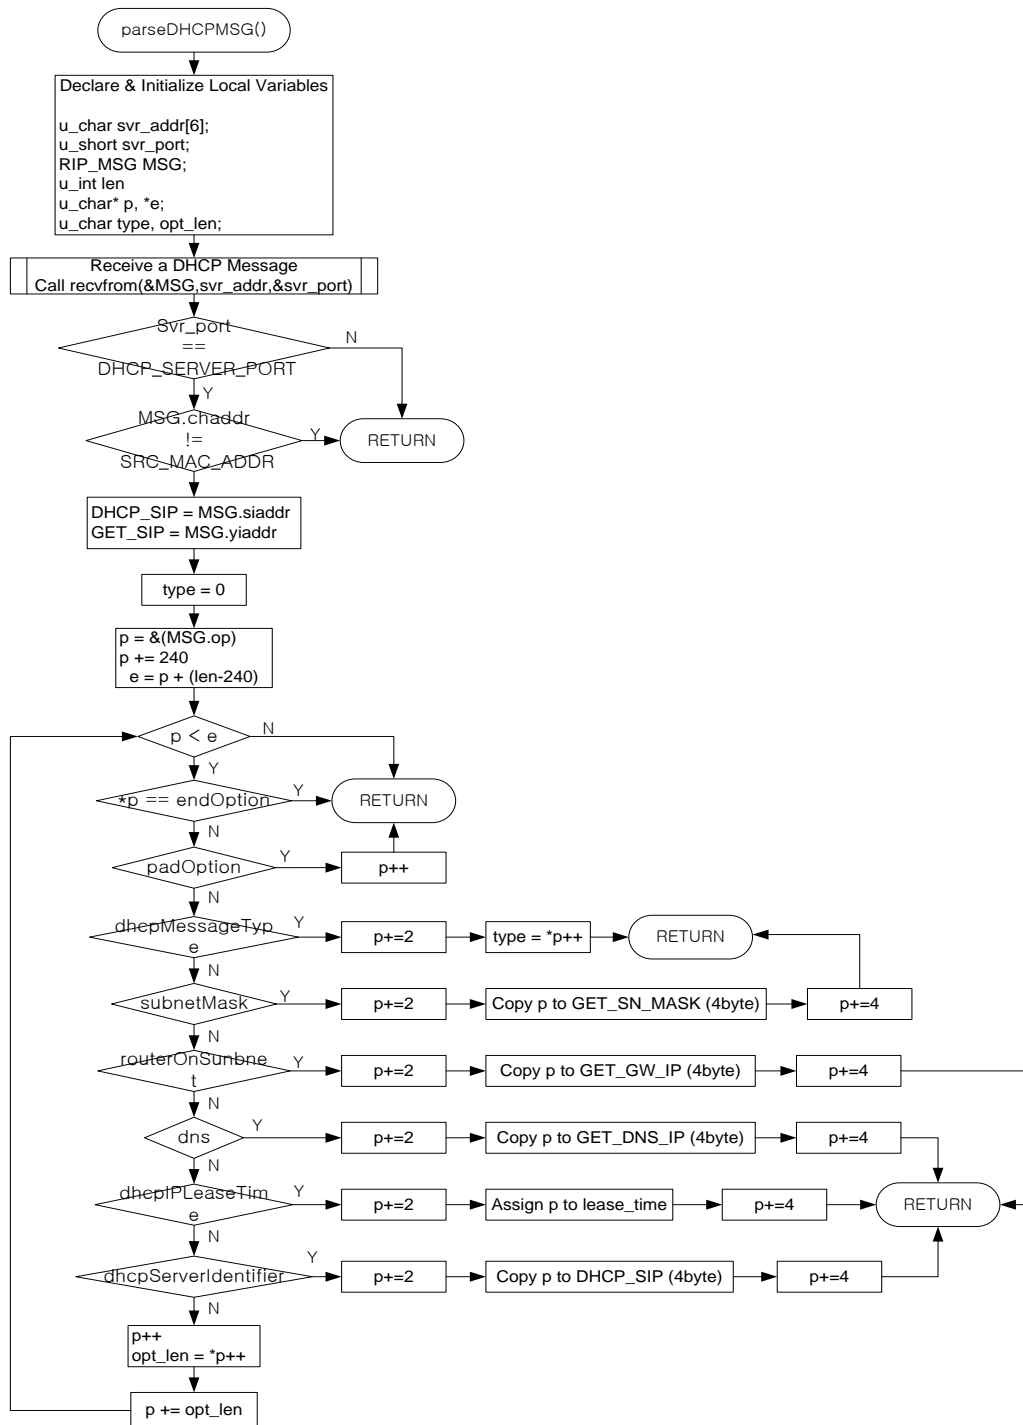 parseDHCPMSG()
Declare & Initialize Local Variables
u_char svr_addr[6];
u_short svr_port;
RIP_MSG MSG;
u_int len
u_char* p, *e;
u_char type, opt_len;
Receive a DHCP Message
Call recvfrom(&MSG,svr_addr,&svr_port)
Svr_port
==
DHCP_SERVER_PORT
N
Y
MSG.chaddr
!=
SRC_MAC_ADDR
Y
RETURN
DHCP_SIP = MSG.siaddr
GET_SIP = MSG.yiaddr
type = 0
p = &(MSG.op)
p += 240
e = p + (len-240)
p < e
N
Y
*p == endOption
Y
RETURN
N
padOption
Y
p++
N
dhcpMessageTyp
e
Y
p+=2
type = *p++
RETURN
N
subnetMask
Y
p+=2
Copy p to GET_SN_MASK (4byte)
p+=4
N
routerOnSunbne
t
Y
p+=2
Copy p to GET_GW_IP (4byte)
p+=4
N
dns
Y
p+=2
Copy p to GET_DNS_IP (4byte)
p+=4
N
dhcpIPLeaseTim
e
Y
p+=2
Assign p to lease_time
p+=4
RETURN
N
dhcpServerIdentifier
Y
p+=2
Copy p to DHCP_SIP (4byte)
p+=4
N
p++
opt_len = *p++
p += opt_len